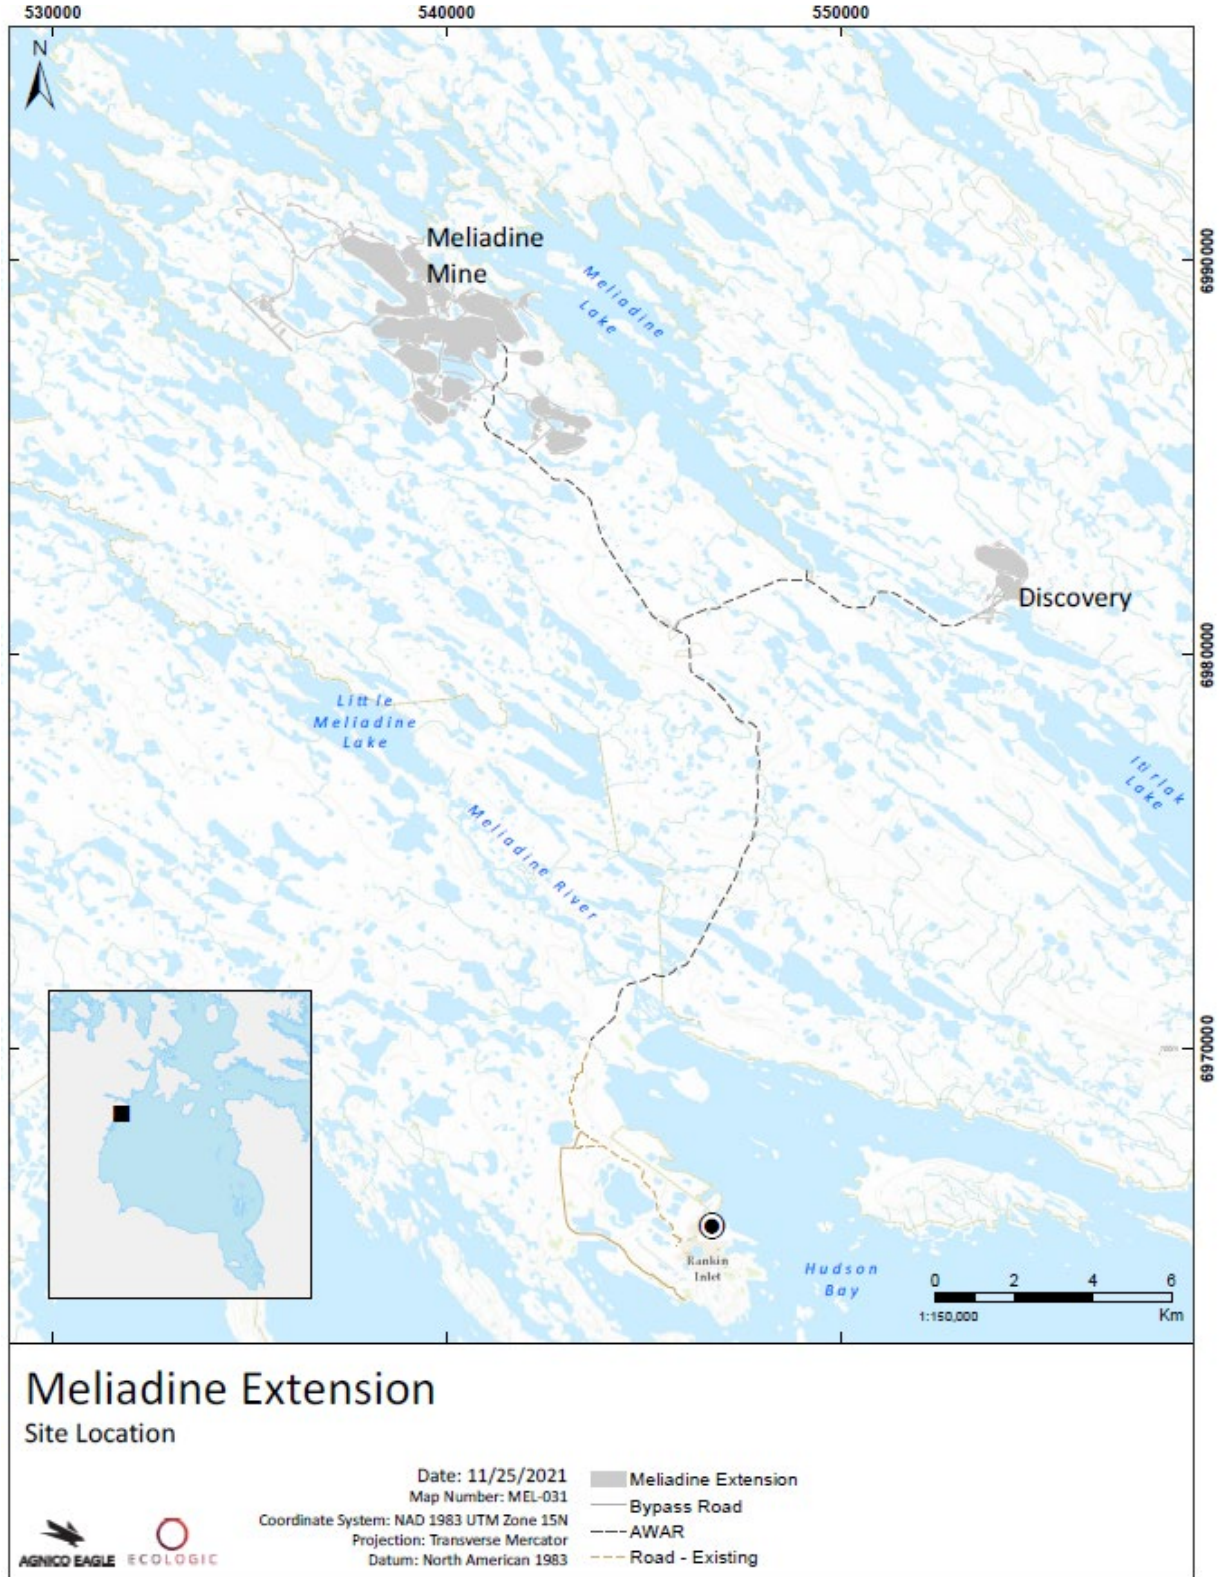 530000
540000
550000
N
Meliadine
Mine
6990000
Meliadine
Lake
Discovery
6980000
Little
Meliadine
Lake
Itirlak
Lake
Meliadine River
6970000
Rankin
Inlet
Hudson
Bay
0 2 4 6
1:150,000 Km
Meliadine Extension
Site Location
Date: 11/25/2021
Map Number: MEL-031
Coordinate System: NAD 1983 UTM Zone 15N
Projection: Transverse Mercator
Datum: North American 1983
Meliadine Extension
Bypass Road
AWAR
Road - Existing
AGNICO EAGLE
ECOLOGIC